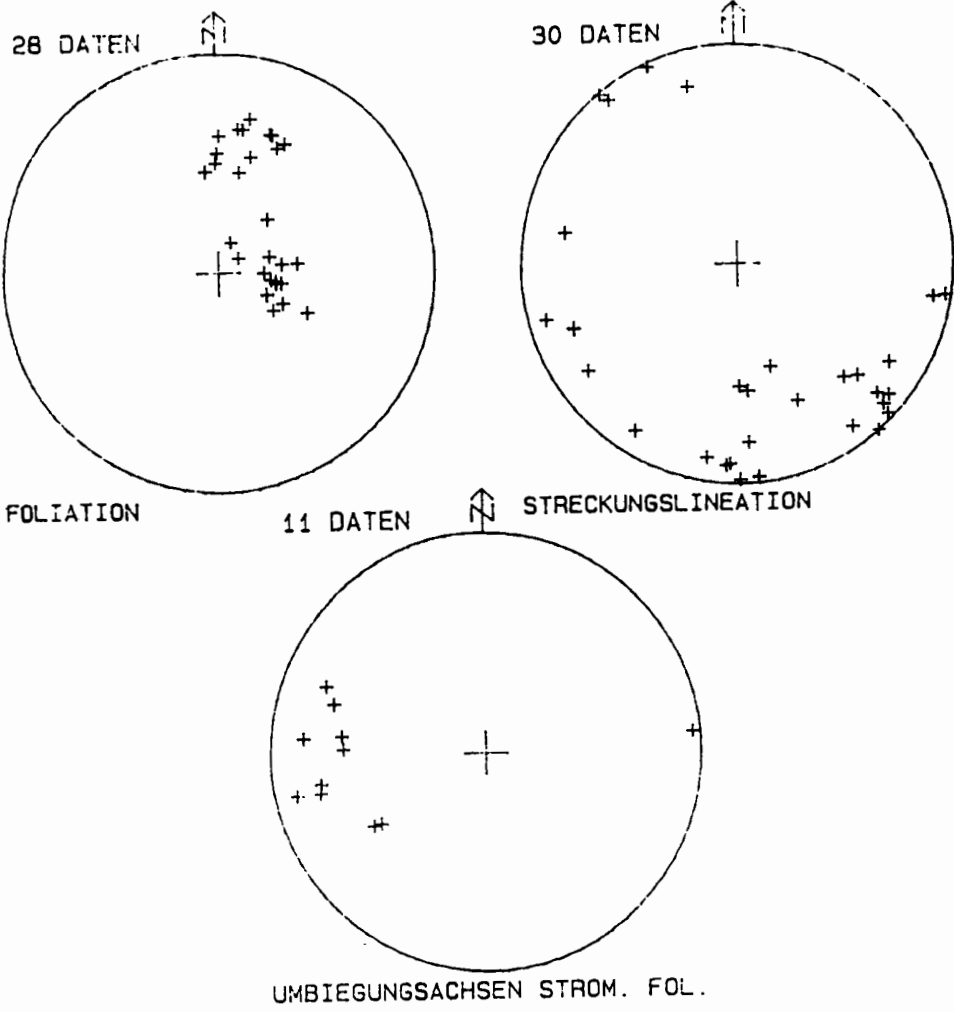 28 DATEN
N
30 DATEN
FOLIATION
STRECKUNGSLINEATION
11 DATEN
N
UMBIEGUNGSACHSEN STROM. FOL.